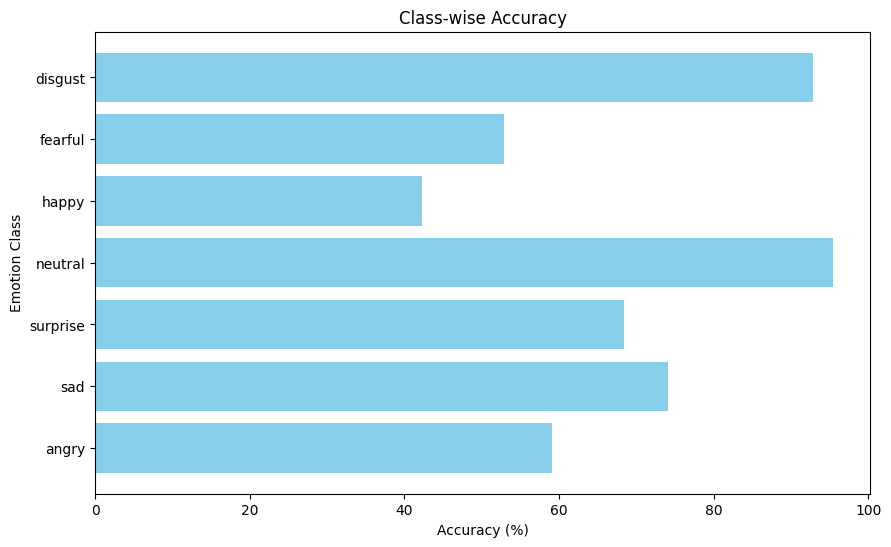 Class-wise Accuracy
Emotion Class
disgust
fearful
happy
neutral
surprise
sad
angry
0 20 40 60 80 100
Accuracy (%)